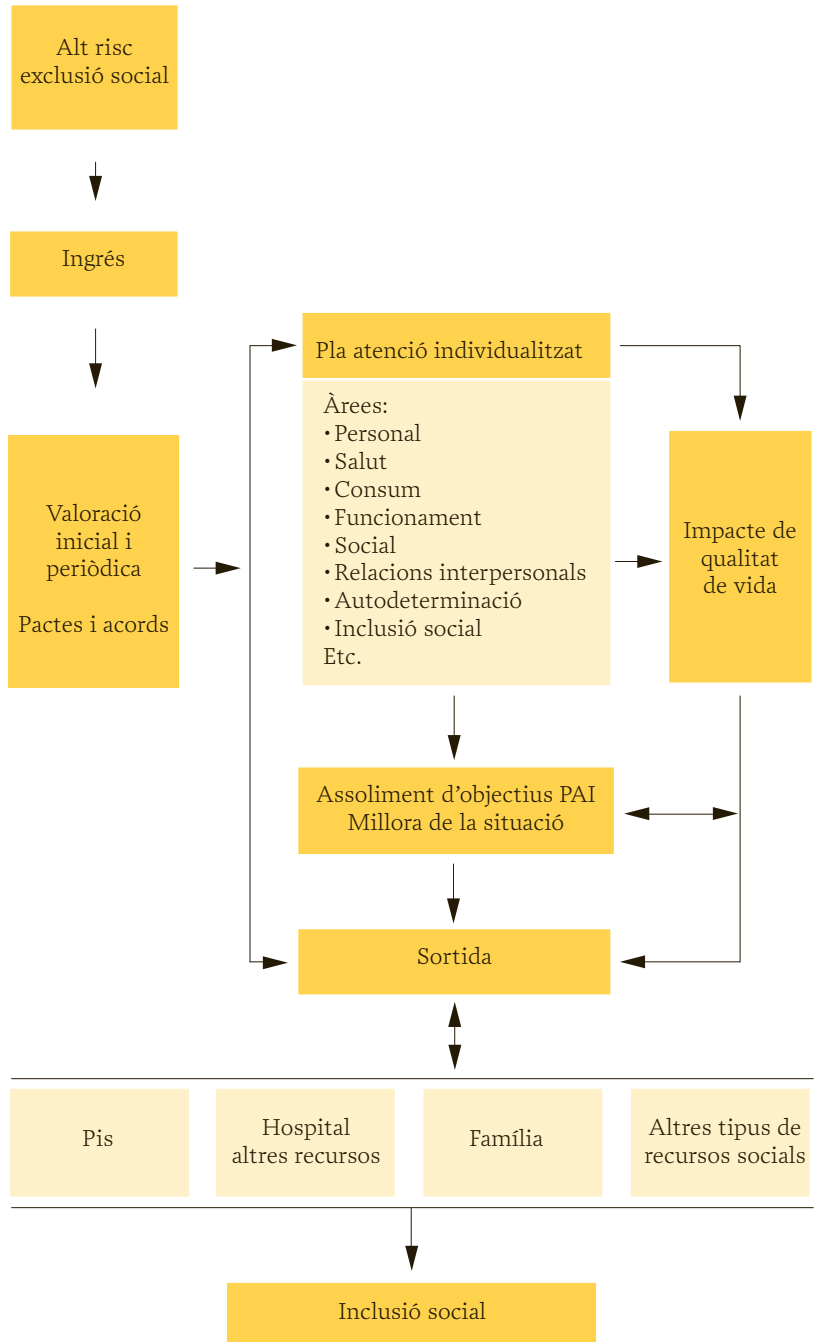 Alt risc
exclusió social
Ingrés
Valoració
inicial i
periòdica
Pactes i acords
Pla atenció individualitzat
Àrees:
· Personal
· Salut
· Consum
· Funcionament
· Social
· Relacions interpersonals
· Autodeterminació
· Inclusió social
Etc.
Impacte de
qualitat
de vida
Assoliment d’objectius PAI
Millora de la situació
Sortida
Pis
Hospital
altres recursos
Família
Altres tipus de
recursos socials
Inclusió social